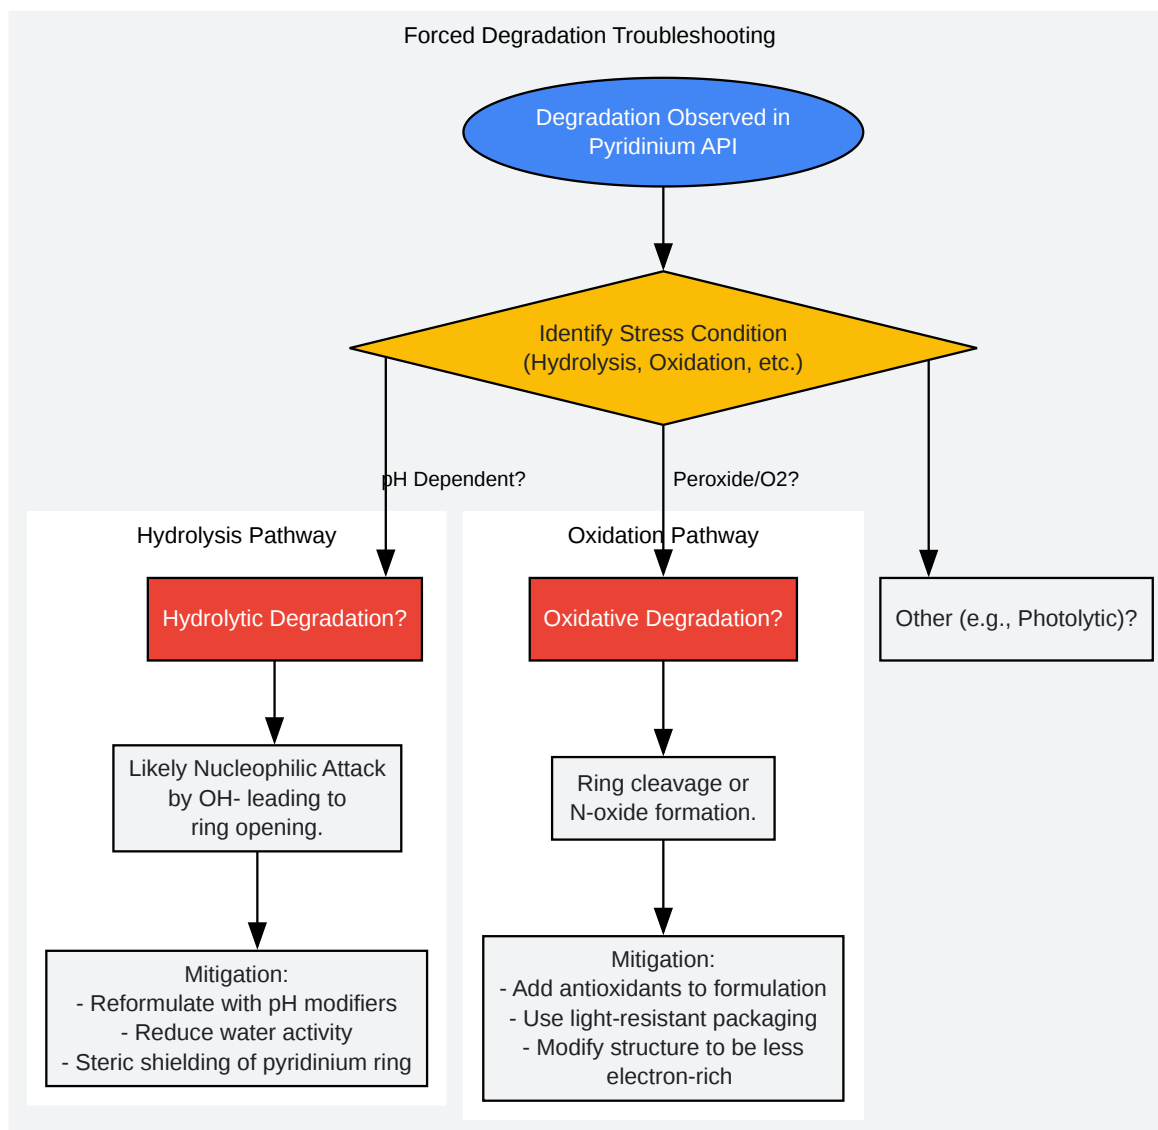 Forced Degradation Troubleshooting
Degradation Observed in
Pyridinium API
Identify Stress Condition
(Hydrolysis, Oxidation, etc.)
pH Dependent?
Peroxide/O2?
Hydrolysis Pathway
Oxidation Pathway
Hydrolytic Degradation?
Oxidative Degradation?
Other (e.g., Photolytic)?
Likely Nucleophilic Attack
by OH- leading to
ring opening.
Ring cleavage or
N-oxide formation.
Mitigation:
- Reformulate with pH modifiers
- Reduce water activity
- Steric shielding of pyridinium ring
Mitigation:
- Add antioxidants to formulation
- Use light-resistant packaging
- Modify structure to be less
electron-rich